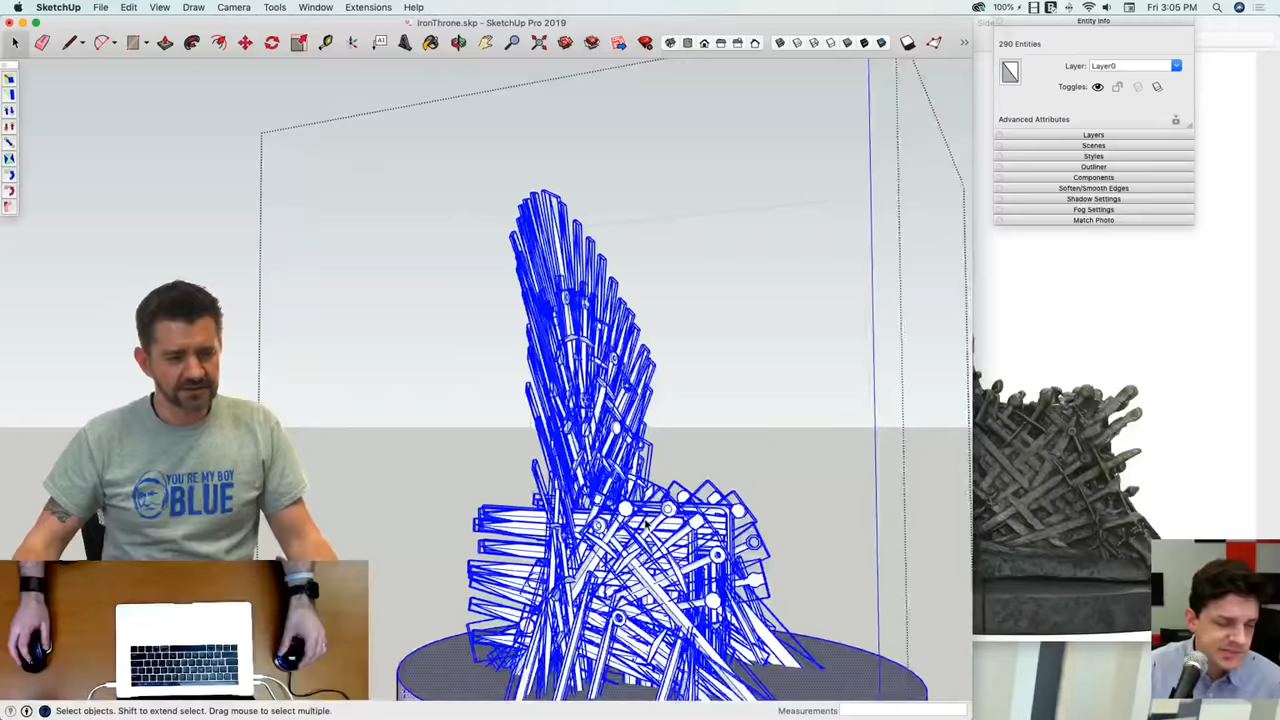 SketchUp File Edit View Draw Camera Tools Window Extensions Help
100% Fri 3:05 PM
IronThrone.skp - SketchUp Pro 2019
Entity Info
290 Entities
Layer: Layer0
Toggles:
Advanced Attributes
Layers
Scenes
Styles
Outliner
Components
Soften/Smooth Edges
Shadow Settings
Fog Settings
Match Photo
YOU'RE MY BOY
BLUE
Select objects. Shift to extend select. Drag mouse to select multiple.
Measurements